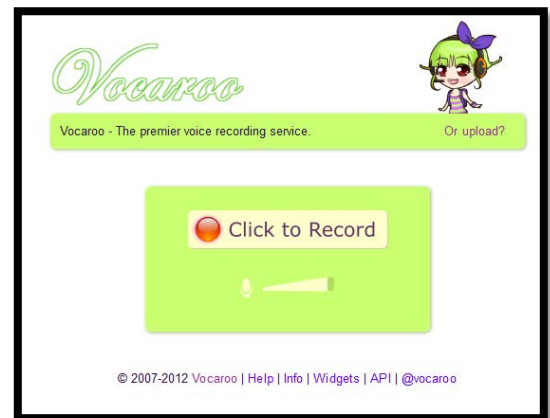 Vocaroo
Vocaroo - The premier voice recording service. Or upload?
Click to Record
© 2007-2012 Vocaroo | Help | Info | Widgets | API | @vocaroo